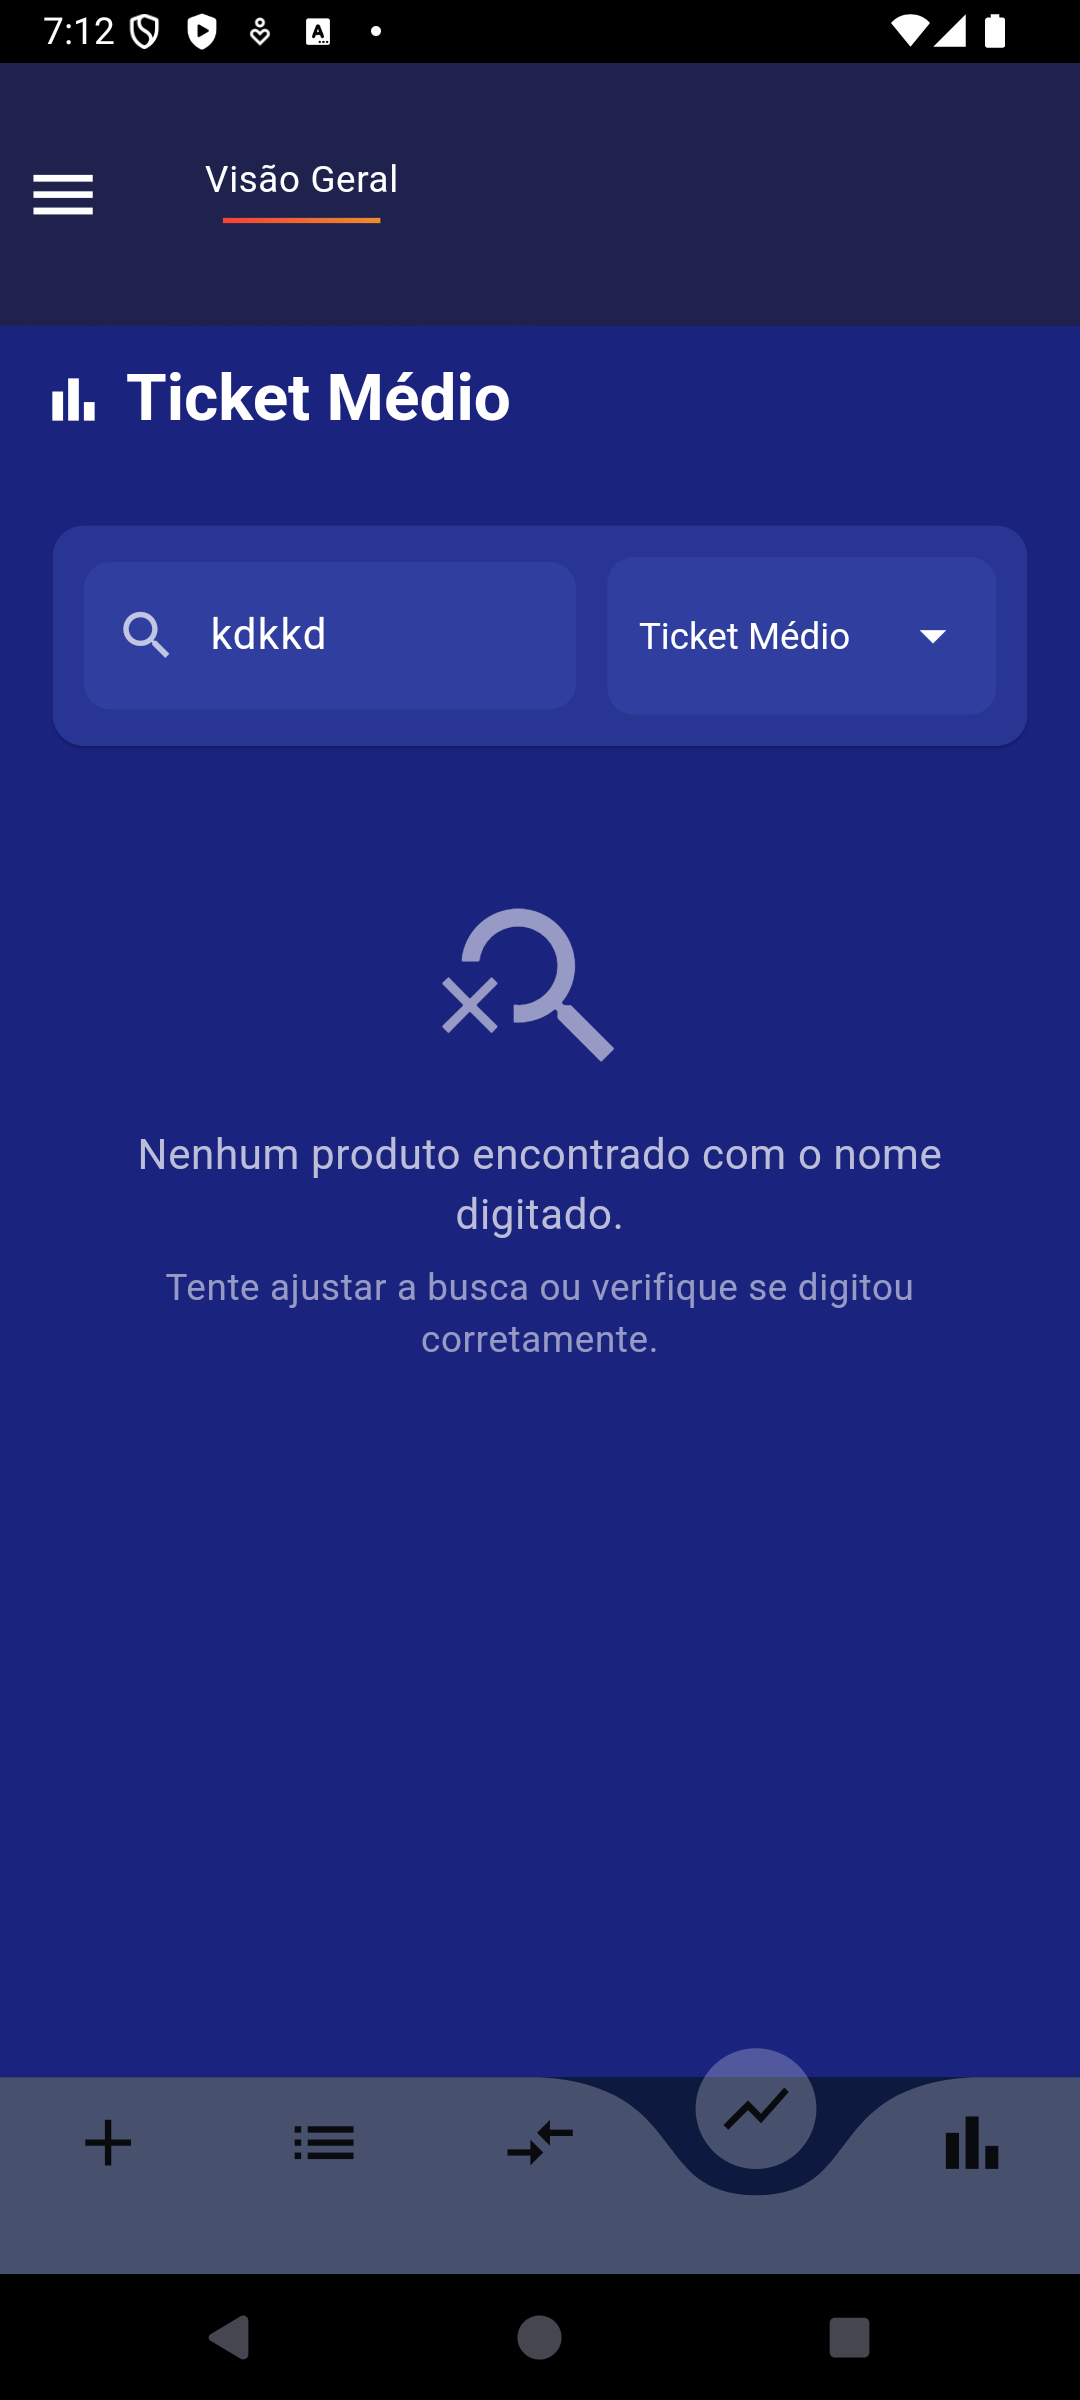 7:12
Visão Geral
Ticket Médio
kdkkd
Ticket Médio
Nenhum produto encontrado com o nome
digitado.
Tente ajustar a busca ou verifique se digitou
corretamente.